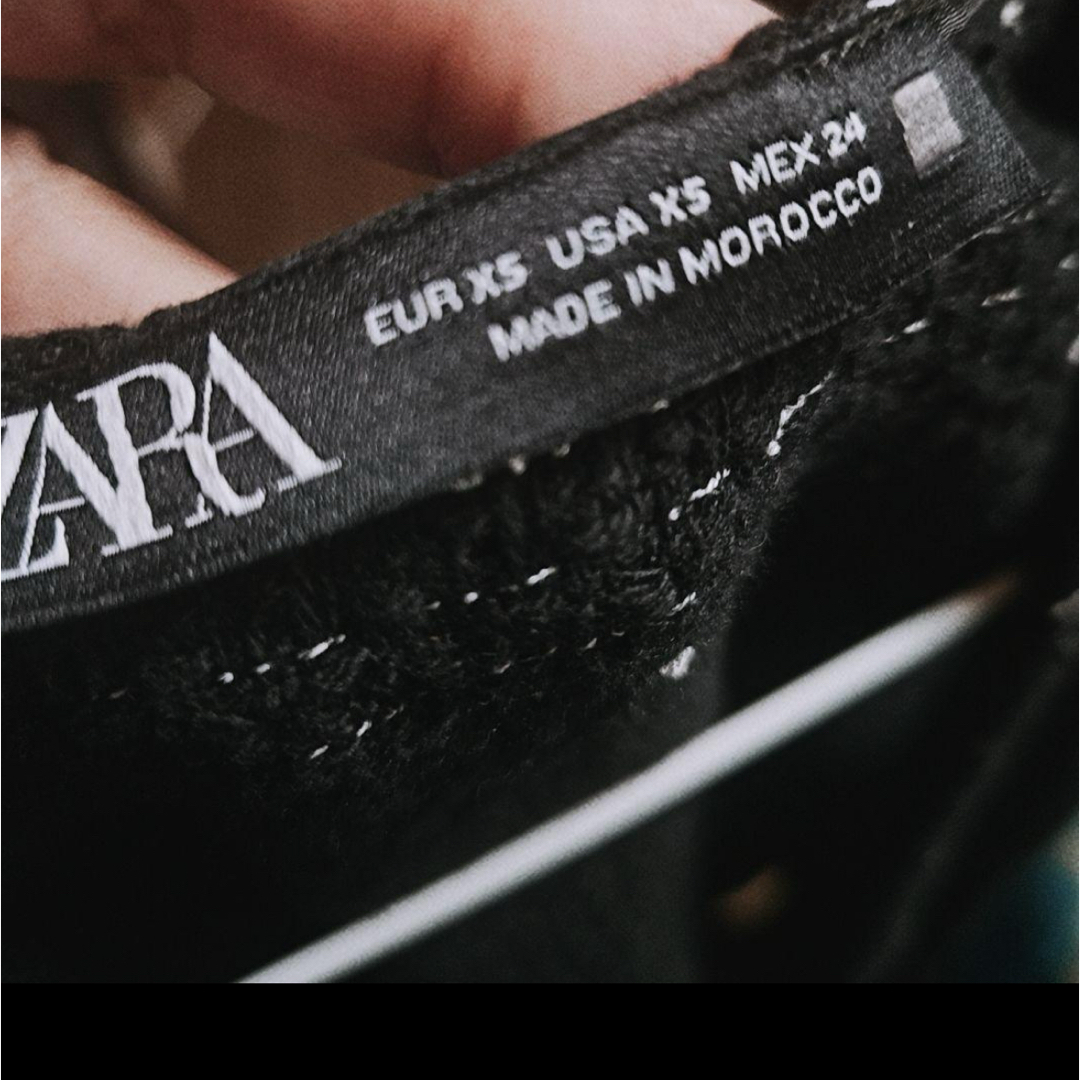 ZARA
EUR XS USA XS MEX 24
MADE IN MOROCCO